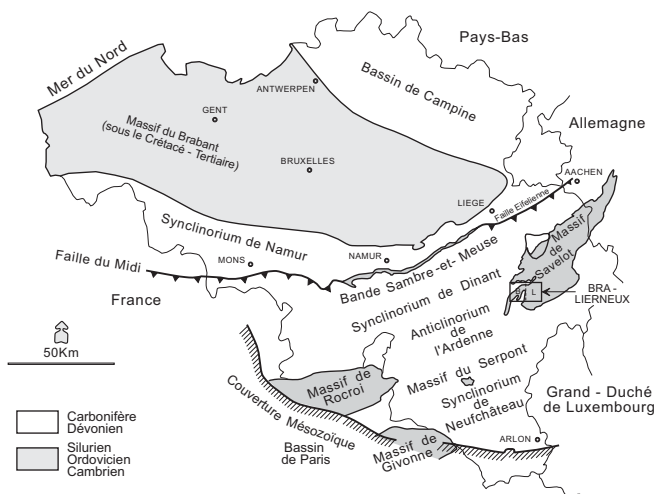 Pays-Bas
Mer du Nord
Bassin de Campine
ANTWERPEN
GENT
Massif du Brabant
(sous le Crétacé - Tertiaire)
Allemagne
BRUXELLES
AACHEN
LIEGE
Faille Eifelienne
Massif
de
Savelot
Synclinorium de Namur
NAMUR
MONS
Faille du Midi
Bande Sambre-et- Meuse
L
BRA -
LIERNEUX
France
Synclinorium de Dinant
Anticlinorium
de
l'Ardenne
50Km
Massif de
Rocroi
Massif du Serpont
Synclinorium
de
Neufchâteau
Grand - Duché
de Luxembourg
Couverture Mésozoïque
Bassin
de Paris
Massif de
Givonne
ARLON
Carbonifère
Dévonien
Silurien
Ordovicien
Cambrien